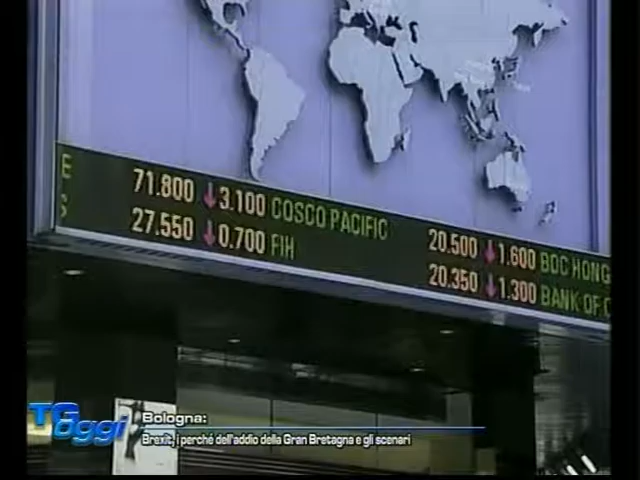 E 71.800 3.100 COSCO PACIFIC 20.500 1.600 BOC HONG
S 27.550 0.700 FIH 20.350 1.300 BANK OF C
TG oggi
Bologna:
Brexit, i perché dell'addio della Gran Bretagna e gli scenari